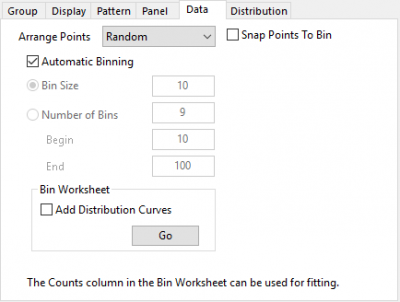 Group Display Pattern Panel Data Distribution
Arrange Points Random Snap Points To Bin
Automatic Binning
Bin Size 10
Number of Bins 9
Begin 10
End 100
Bin Worksheet
Add Distribution Curves
Go
The Counts column in the Bin Worksheet can be used for fitting.